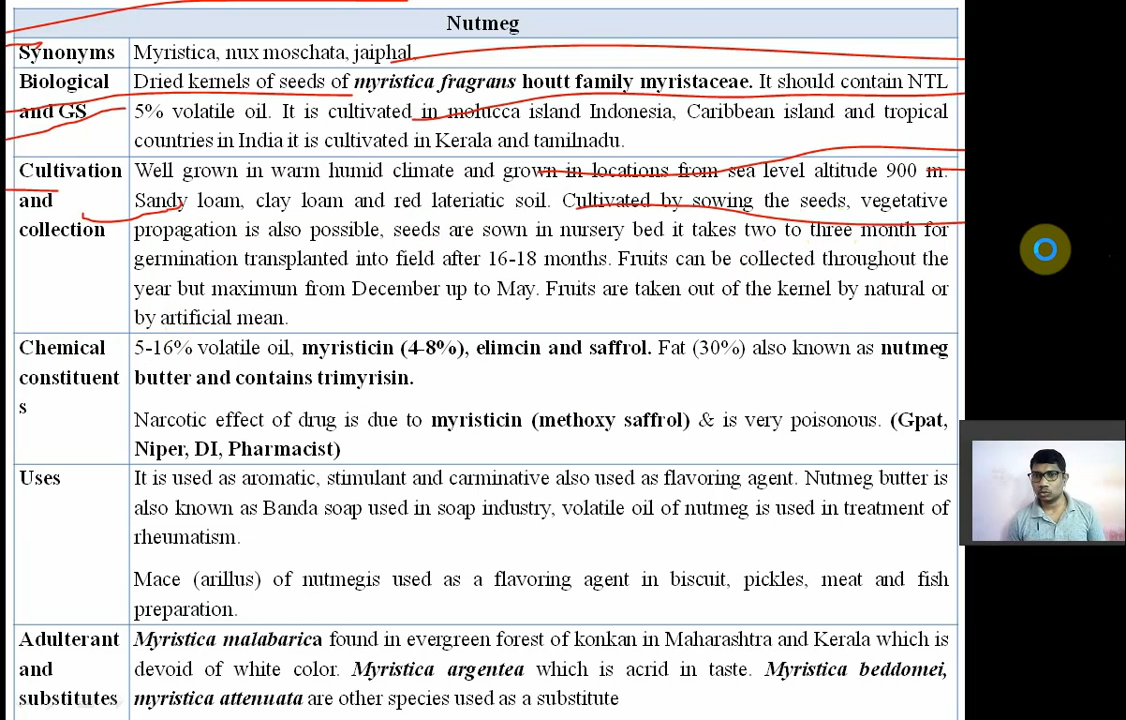 Nutmeg
Synonyms Myristica, nux moschata, jaiphal.
Biological Dried kernels of seeds of myristica fragrans houtt family myristaceae. It should contain NTL
and GS 5% volatile oil. It is cultivated in molucca island Indonesia, Caribbean island and tropical
countries in India it is cultivated in Kerala and tamilnadu.
Cultivation Well grown in warm humid climate and grown in locations from sea level altitude 900 m.
and Sandy loam, clay loam and red lateriatic soil. Cultivated by sowing the seeds, vegetative
collection propagation is also possible, seeds are sown in nursery bed it takes two to three month for
germination transplanted into field after 16-18 months. Fruits can be collected throughout the
year but maximum from December up to May. Fruits are taken out of the kernel by natural or
by artificial mean.
Chemical 5-16% volatile oil, myristicin (4-8%), elimcin and saffrol. Fat (30%) also known as nutmeg
constituent butter and contains trimyrisin.
s
Narcotic effect of drug is due to myristicin (methoxy saffrol) & is very poisonous. (Gpat,
Niper, DI, Pharmacist)
Uses It is used as aromatic, stimulant and carminative also used as flavoring agent. Nutmeg butter is
also known as Banda soap used in soap industry, volatile oil of nutmeg is used in treatment of
rheumatism.
Mace (arillus) of nutmegis used as a flavoring agent in biscuit, pickles, meat and fish
preparation.
Adulterant Myristica malabarica found in evergreen forest of konkan in Maharashtra and Kerala which is
and devoid of white color. Myristica argentea which is acrid in taste. Myristica beddomei,
substitutes myristica attenuata are other species used as a substitute